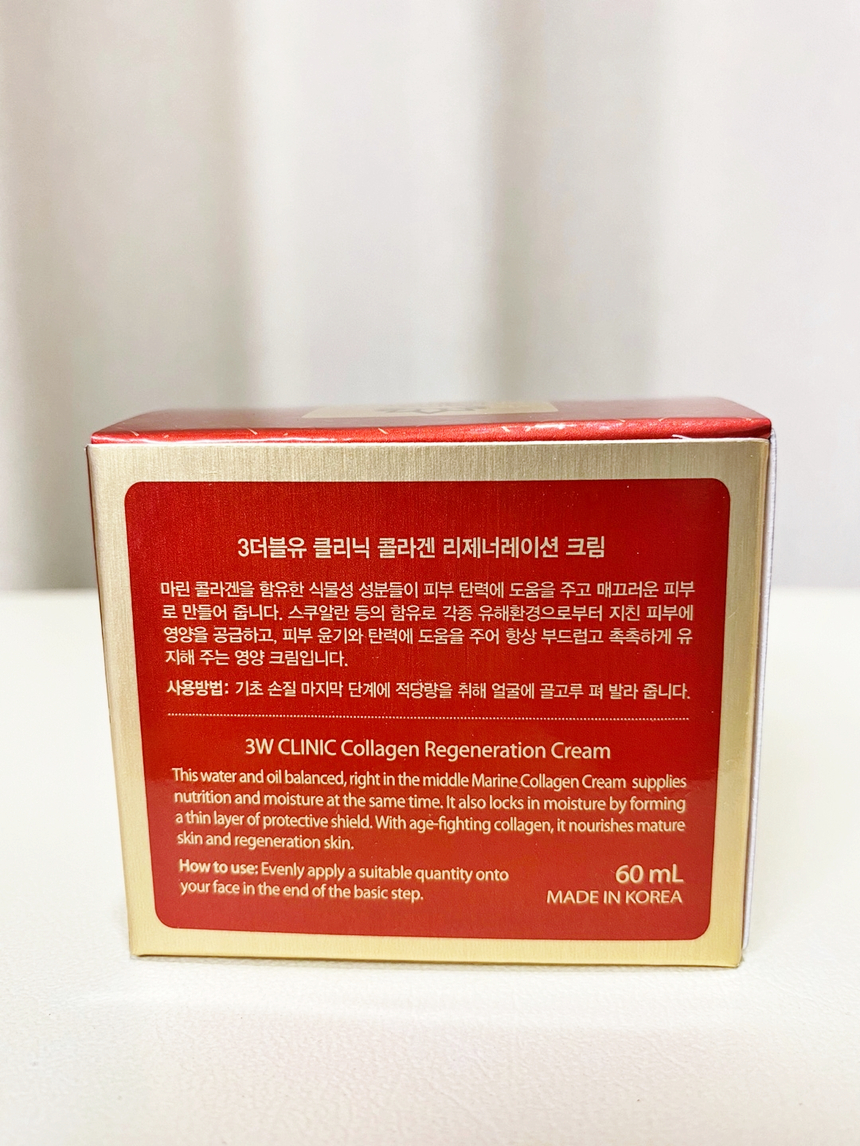 3더블유 클리닉 콜라겐 리제너레이션 크림
마린 콜라겐을 함유한 식물성 성분들이 피부 탄력에 도움을 주고 매끄러운 피부
로 만들어 줍니다. 스쿠알란 등의 함유로 각종 유해환경으로부터 지친 피부에
영양을 공급하고, 피부 윤기와 탄력에 도움을 주어 항상 부드럽고 촉촉하게 유
지해 주는 영양 크림입니다.
사용방법: 기초 손질 마지막 단계에 적당량을 취해 얼굴에 골고루 펴 발라 줍니다.
3W CLINIC Collagen Regeneration Cream
This water and oil balanced, right in the middle Marine Collagen Cream supplies
nutrition and moisture at the same time. It also locks in moisture by forming
a thin layer of protective shield. With age-fighting collagen, it nourishes mature
skin and regeneration skin.
How to use: Evenly apply a suitable quantity onto
your face in the end of the basic step.
60 mL
MADE IN KOREA